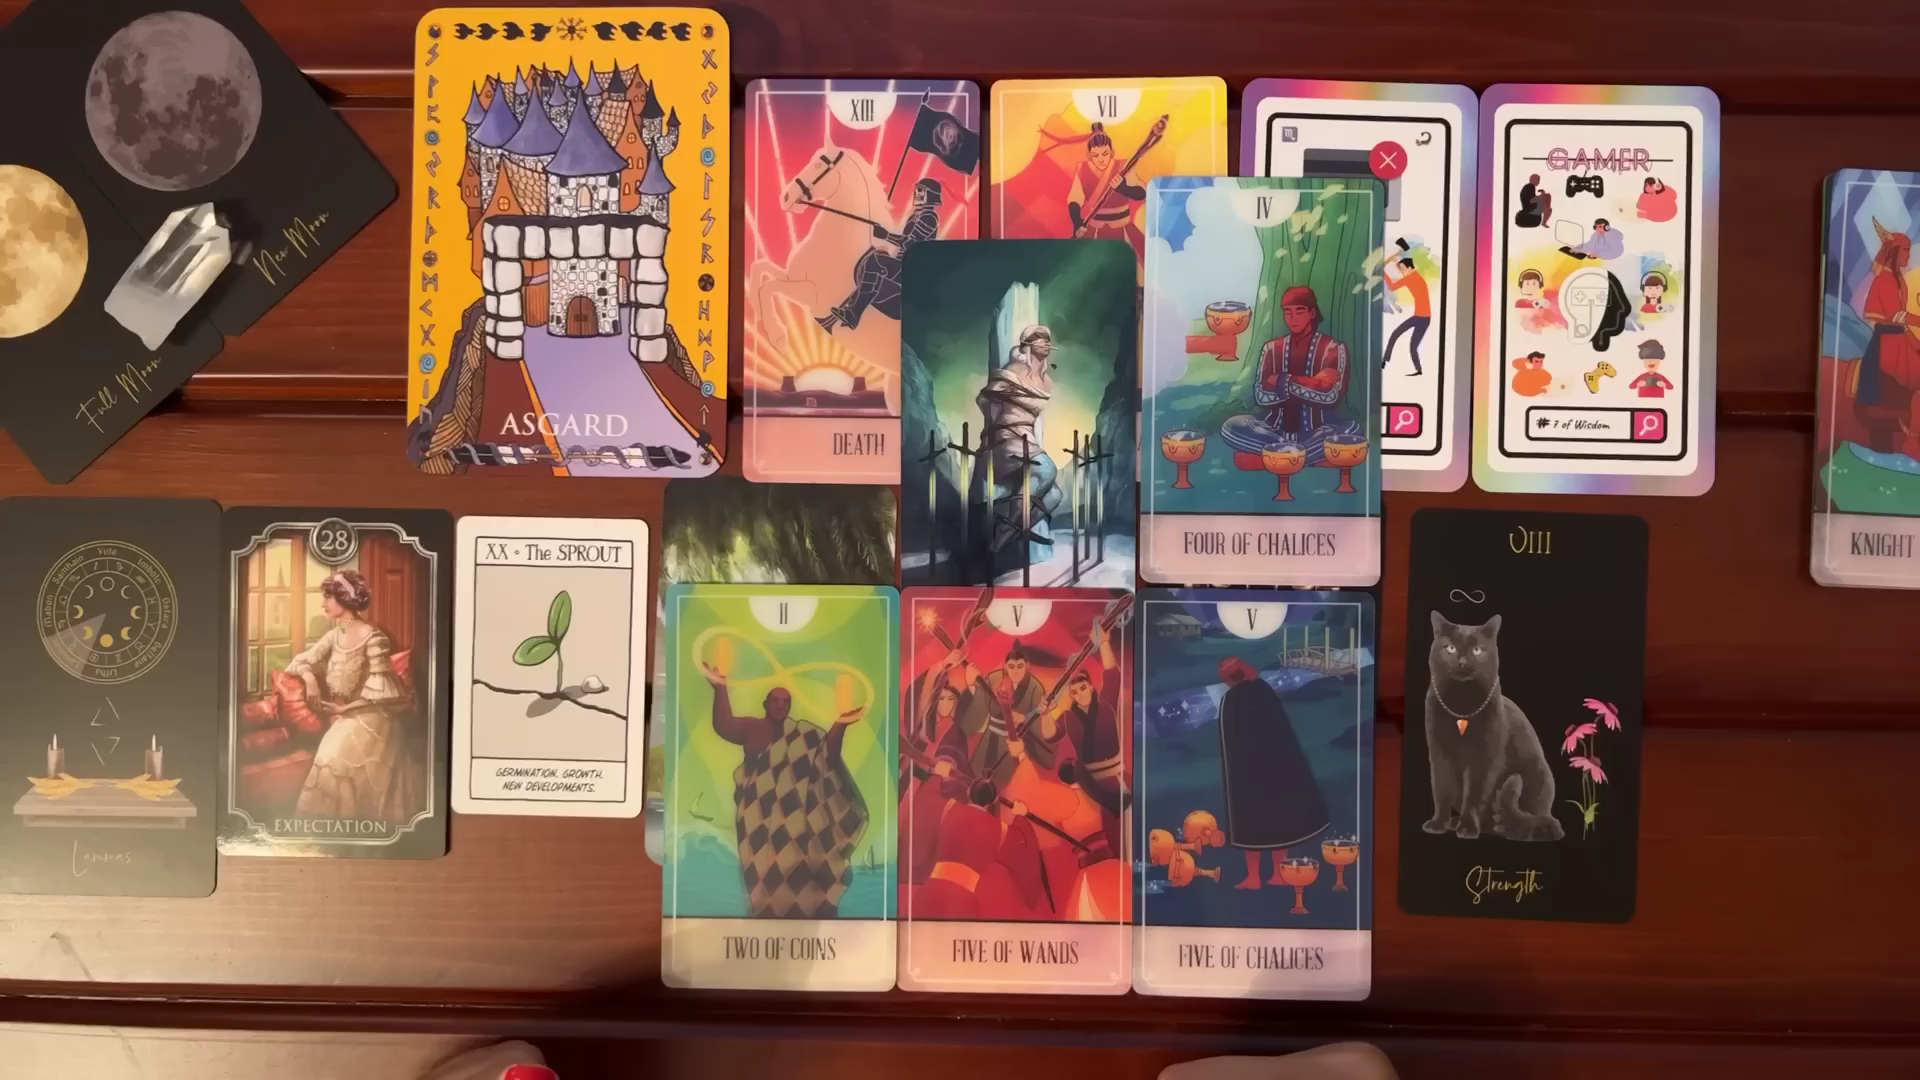 New Moon
Full Moon
ASGARD
XIII
DEATH
VII
IV
FOUR OF CHALICES
GAMER
# 7 of Wisdom
KNIGHT
Lammas
28
EXPECTATION
XX • The SPROUT
GERMINATION. GROWTH.
NEW DEVELOPMENTS.
II
TWO OF COINS
V
FIVE OF WANDS
V
FIVE OF CHALICES
VIII
Strength